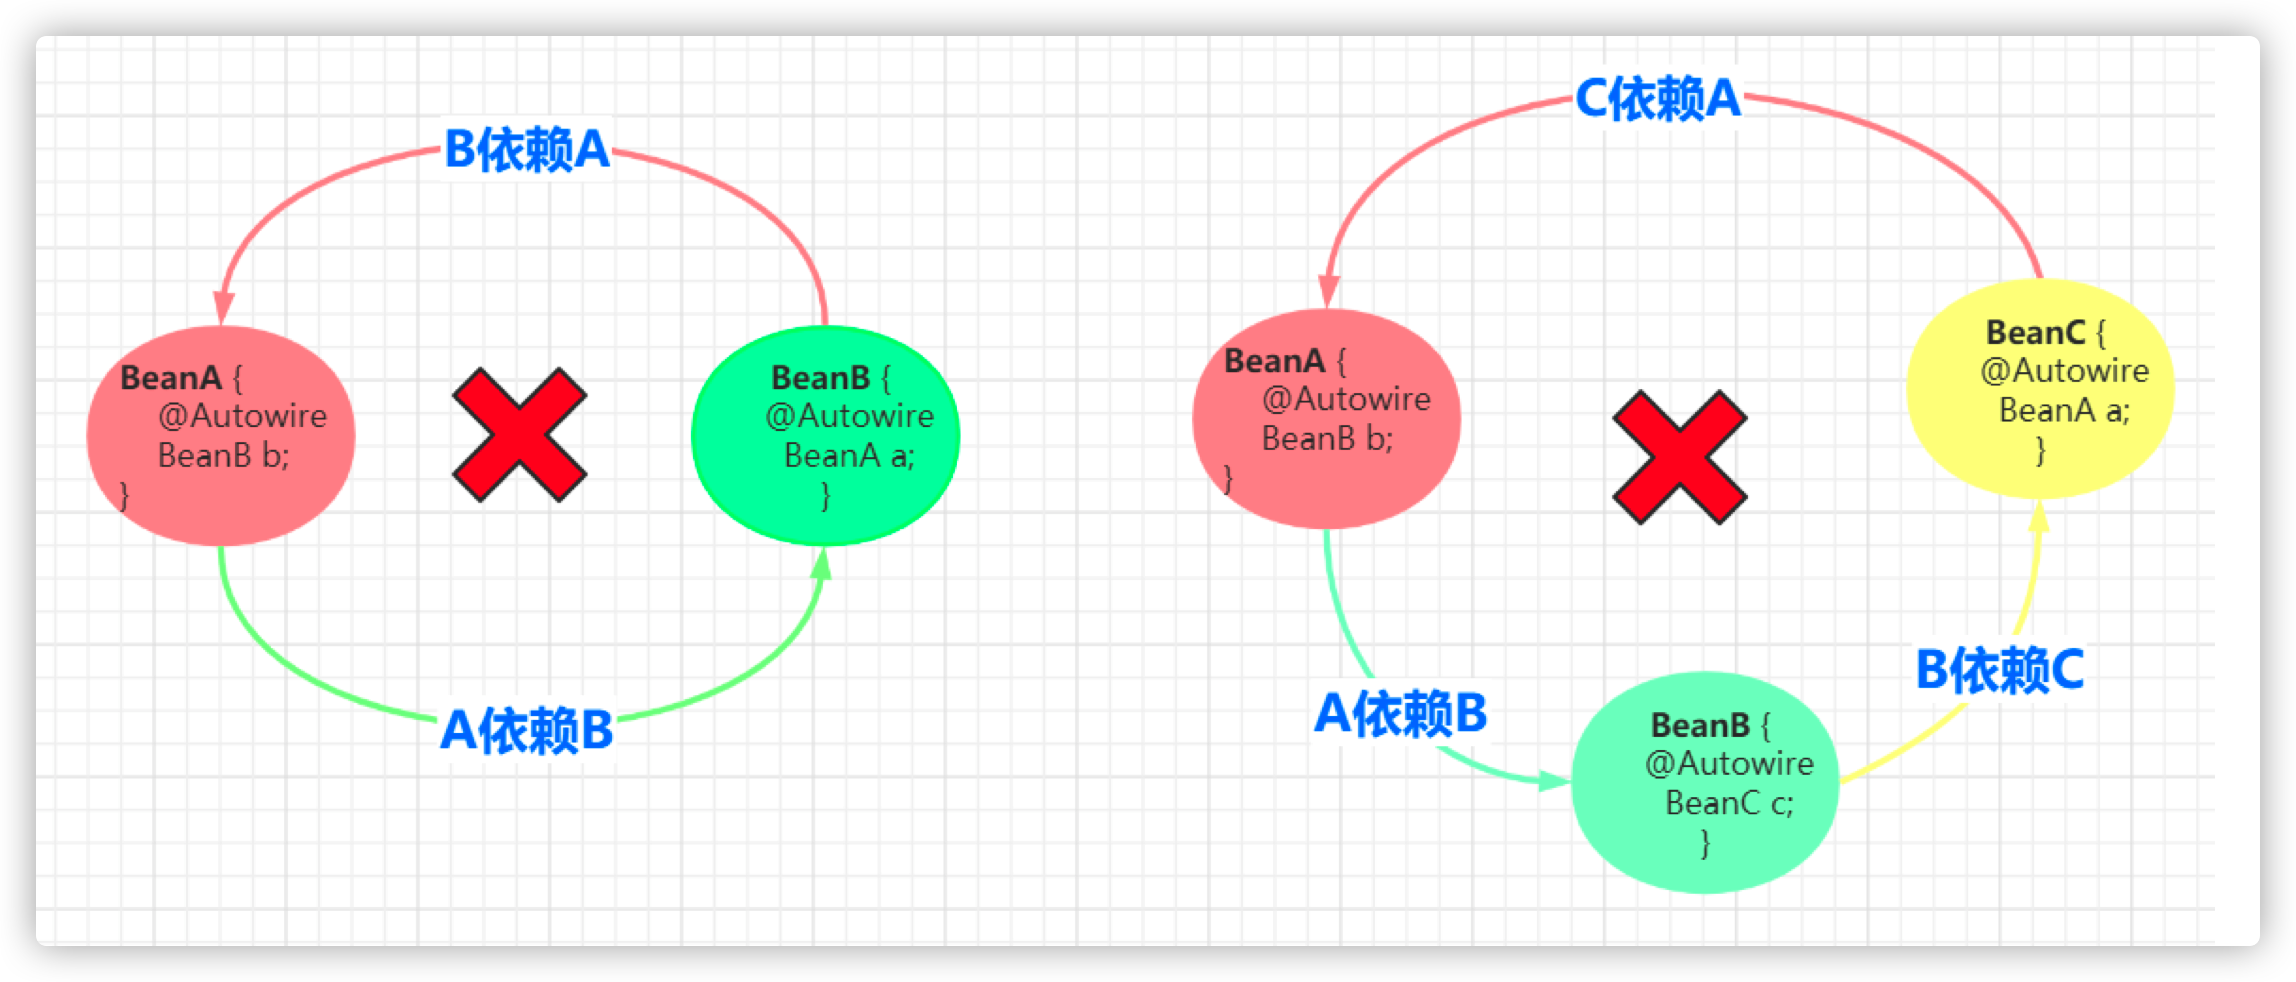 B依赖A
BeanA {
@Autowire
BeanB b;
}
BeanB {
@Autowire
BeanA a;
}
A依赖B
C依赖A
BeanA {
@Autowire
BeanB b;
}
BeanC {
@Autowire
BeanA a;
}
A依赖B
B依赖C
BeanB {
@Autowire
BeanC c;
}